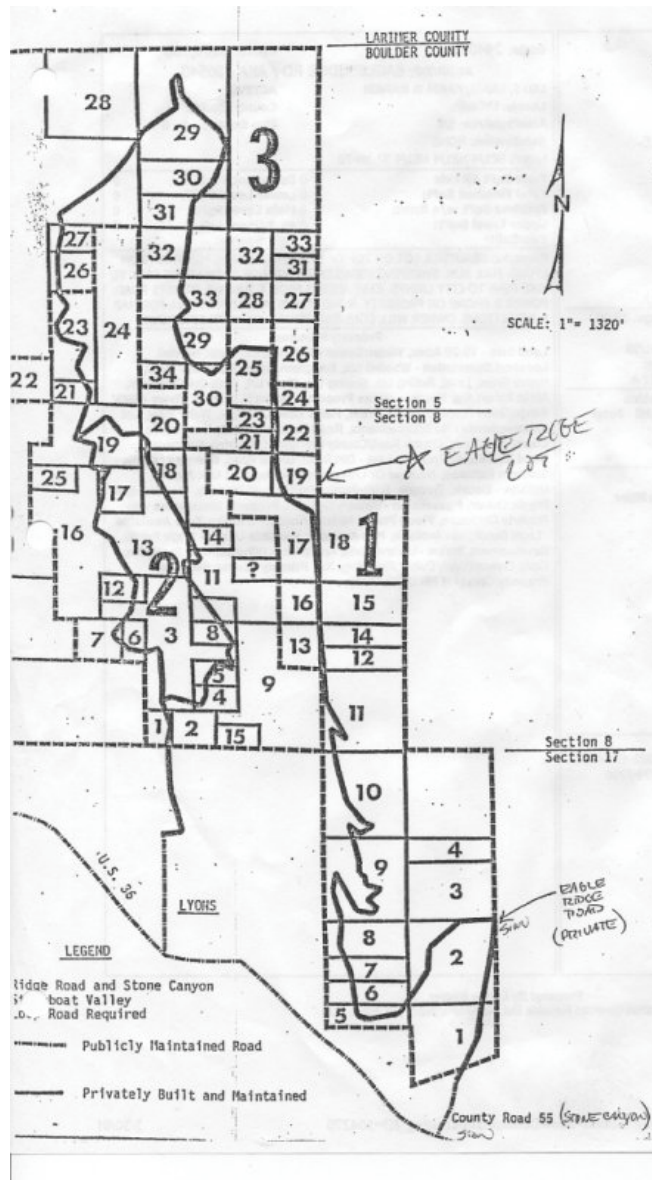 LARIMER COUNTY
BOULDER COUNTY
28
29
3
30
31
27
32
32
33
31
26
N
33
28
27
23
24
29
SCALE: 1"= 1320'
26
22
34
25
21
30
24
Section 5
Section 8
20
23
22
19
21
EAGLE RIDGE
LOT
18
20
19
25
17
16
13
14
17
18
1
11
?
12
2
16
15
7
6
3
8
13
14
9
12
5
4
11
1
2
15
Section 8
Section 17
10
U.S. 36
9
4
3
EAGLE
RIDGE
ROAD
(PRIVATE)
SIGN
LYONS
8
2
LEGEND
7
Ridge Road and Stone Canyon
6
boat Valley
5
Road Required
1
Publicly Maintained Road
Privately Built and Maintained
County Road 55 (STONE CANYON)
SIGN